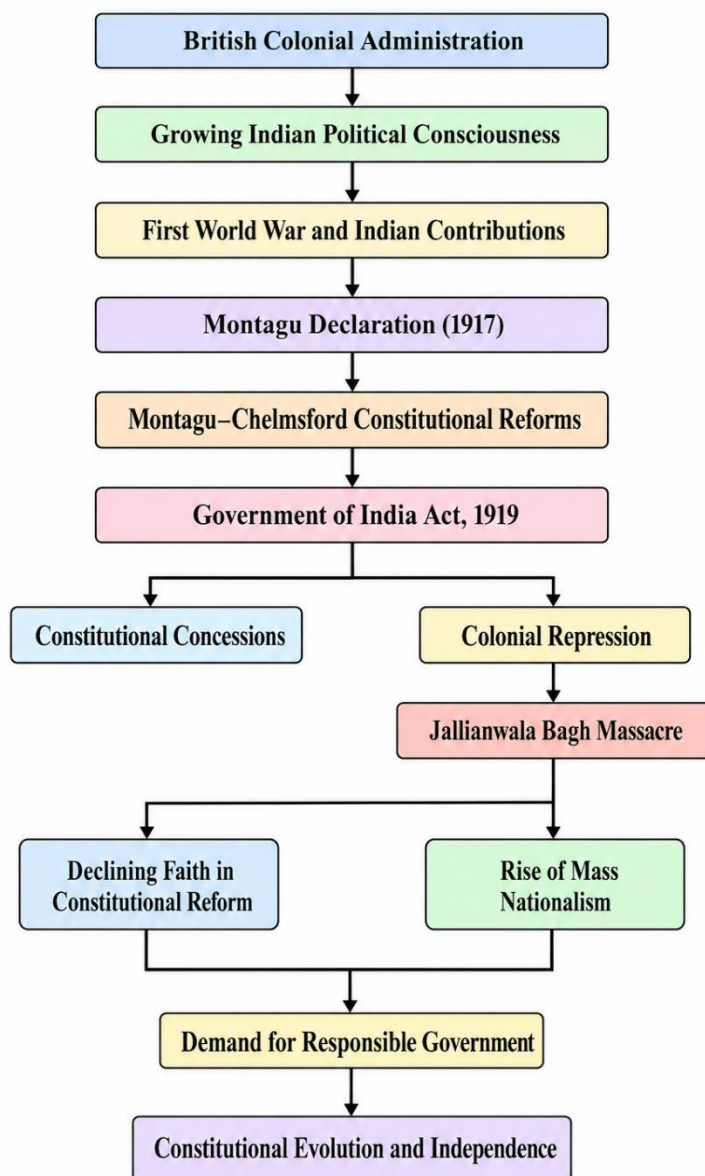 British Colonial Administration
Growing Indian Political Consciousness
First World War and Indian Contributions
Montagu Declaration (1917)
Montagu–Chelmsford Constitutional Reforms
Government of India Act, 1919
Constitutional Concessions
Colonial Repression
Jallianwala Bagh Massacre
Declining Faith in
Constitutional Reform
Rise of Mass
Nationalism
Demand for Responsible Government
Constitutional Evolution and Independence